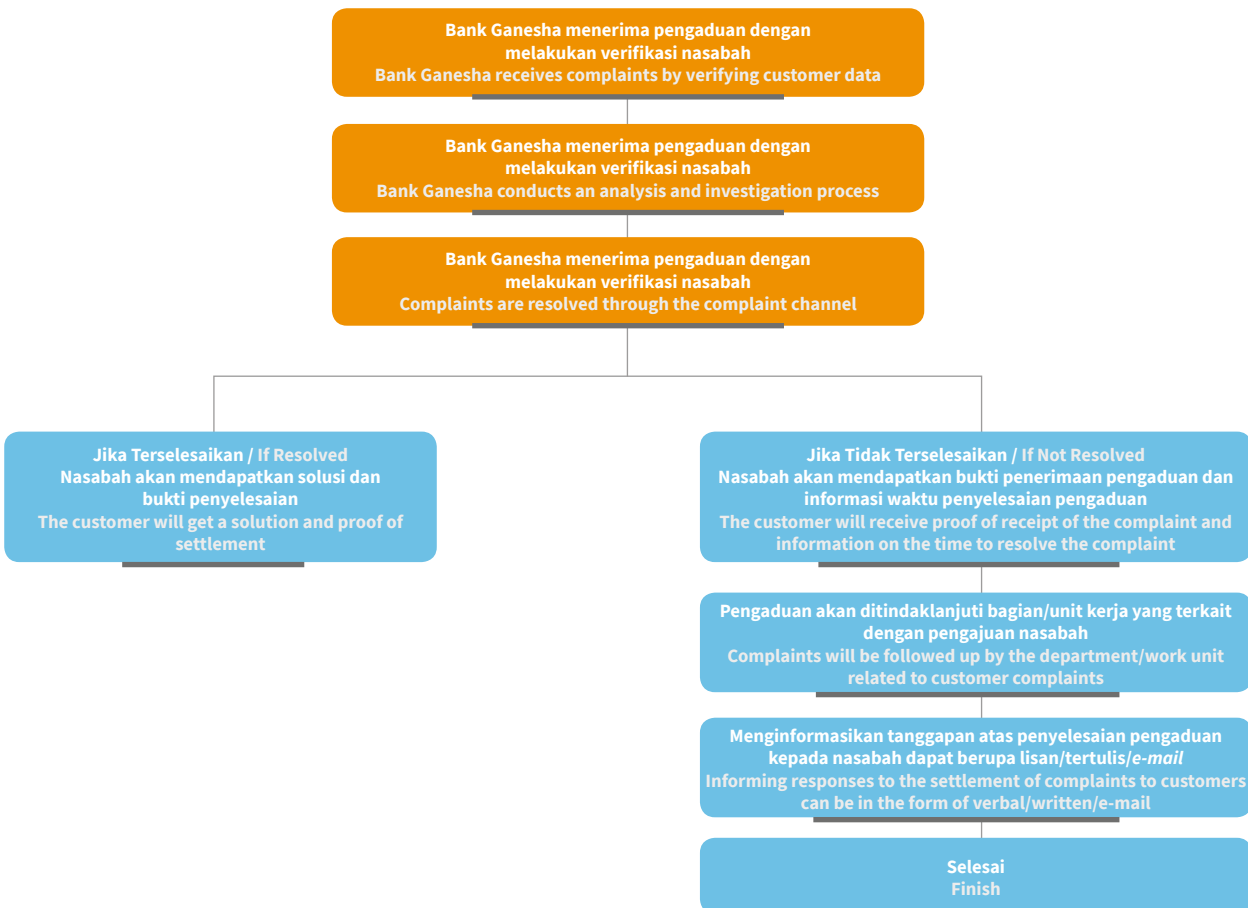 Bank Ganesha menerima pengaduan dengan
melakukan verifikasi nasabah
Bank Ganesha receives complaints by verifying customer data
Bank Ganesha menerima pengaduan dengan
melakukan verifikasi nasabah
Bank Ganesha conducts an analysis and investigation process
Bank Ganesha menerima pengaduan dengan
melakukan verifikasi nasabah
Complaints are resolved through the complaint channel
Jika Terselesaikan / If Resolved
Nasabah akan mendapatkan solusi dan
bukti penyelesaian
The customer will get a solution and proof of
settlement
Jika Tidak Terselesaikan / If Not Resolved
Nasabah akan mendapatkan bukti penerimaan pengaduan dan
informasi waktu penyelesaian pengaduan
The customer will receive proof of receipt of the complaint and
information on the time to resolve the complaint
Pengaduan akan ditindaklanjuti bagian/unit kerja yang terkait
dengan pengajuan nasabah
Complaints will be followed up by the department/work unit
related to customer complaints
Menginformasikan tanggapan atas penyelesaian pengaduan
kepada nasabah dapat berupa lisan/tertulis/e-mail
Informing responses to the settlement of complaints to customers
can be in the form of verbal/written/e-mail
Selesai
Finish